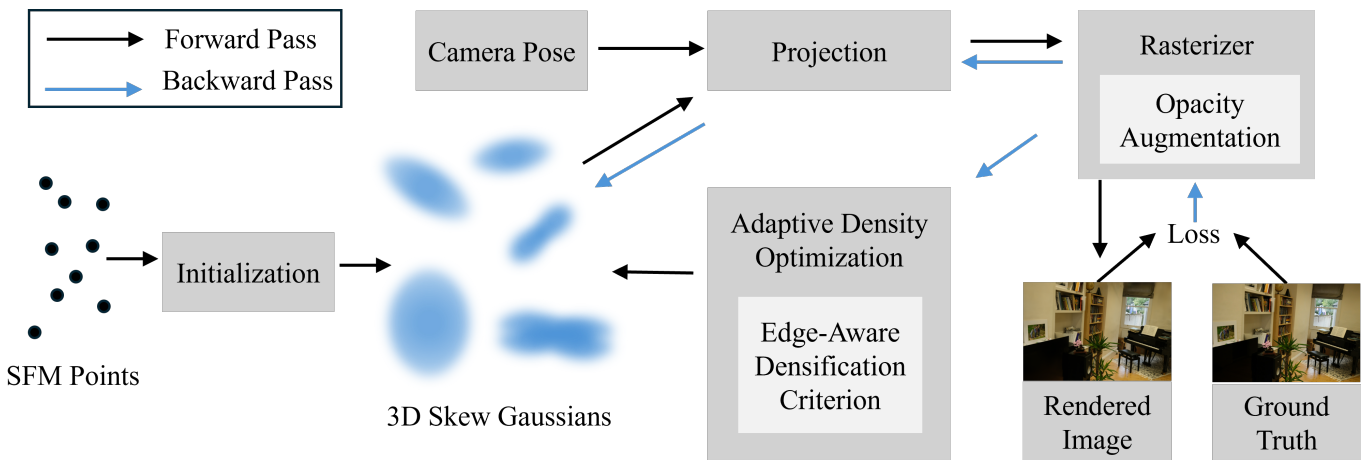 Forward Pass
Backward Pass
Camera Pose
Projection
Rasterizer
Opacity
Augmentation
SFM Points
Initialization
3D Skew Gaussians
Adaptive Density
Optimization
Edge-Aware
Densification
Criterion
Loss
Rendered
Image
Ground
Truth